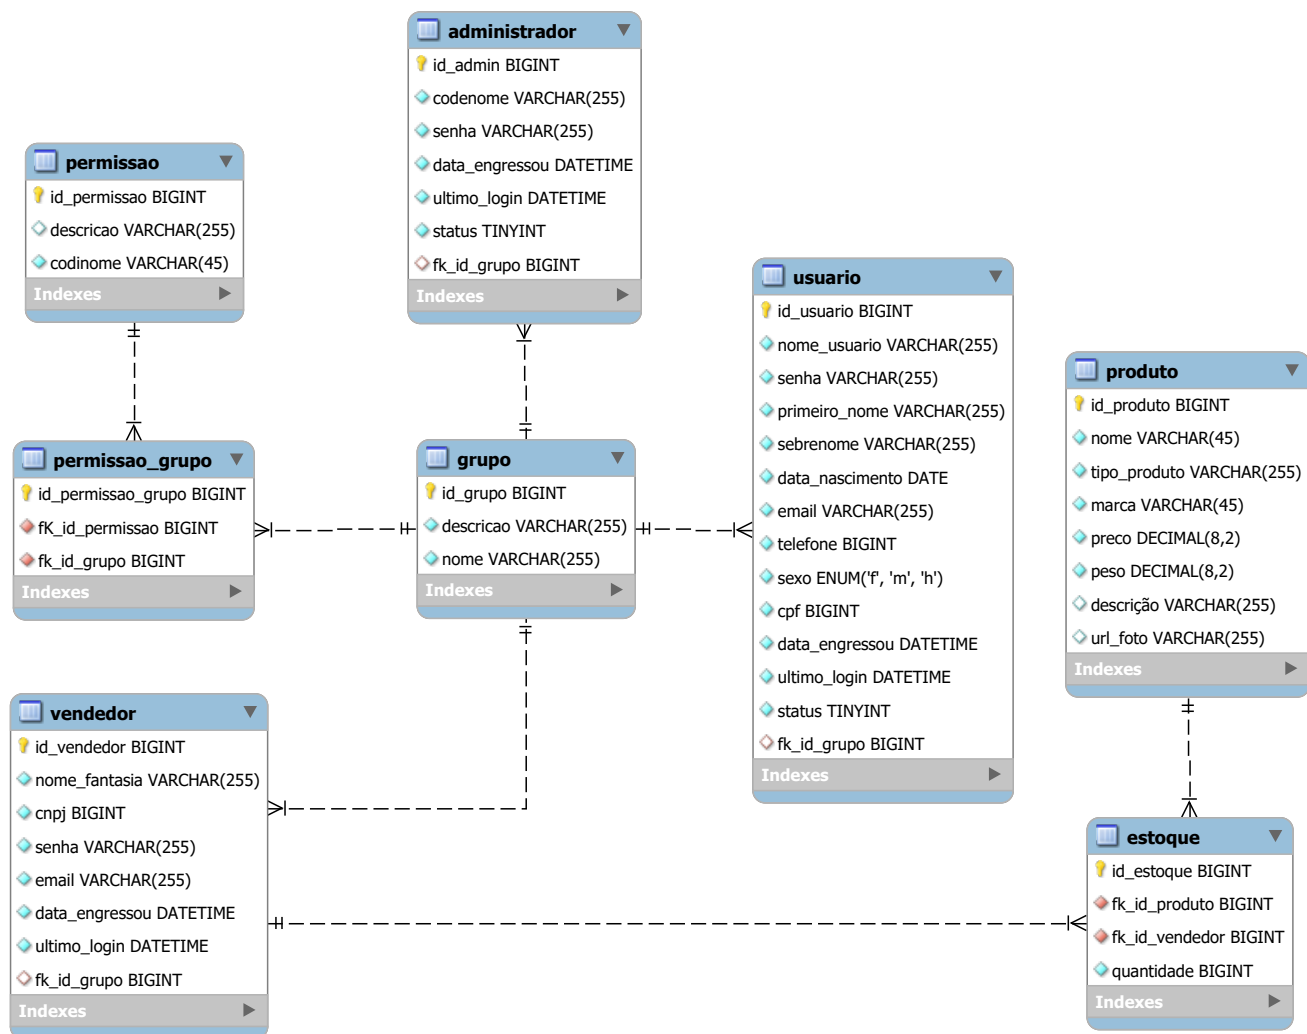 administrador
id_admin BIGINT
codenome VARCHAR(255)
senha VARCHAR(255)
data_engressou DATETIME
ultimo_login DATETIME
status TINYINT
fk_id_grupo BIGINT
Indexes
permissao
id_permissao BIGINT
descricao VARCHAR(255)
codinome VARCHAR(45)
Indexes
usuario
id_usuario BIGINT
nome_usuario VARCHAR(255)
senha VARCHAR(255)
primeiro_nome VARCHAR(255)
sebrenome VARCHAR(255)
data_nascimento DATE
email VARCHAR(255)
telefone BIGINT
sexo ENUM('f', 'm', 'h')
cpf BIGINT
data_engressou DATETIME
ultimo_login DATETIME
status TINYINT
fk_id_grupo BIGINT
Indexes
produto
id_produto BIGINT
nome VARCHAR(45)
tipo_produto VARCHAR(255)
marca VARCHAR(45)
preco DECIMAL(8,2)
peso DECIMAL(8,2)
descrição VARCHAR(255)
url_foto VARCHAR(255)
Indexes
permissao_grupo
id_permissao_grupo BIGINT
fk_id_permissao BIGINT
fk_id_grupo BIGINT
Indexes
grupo
id_grupo BIGINT
descricao VARCHAR(255)
nome VARCHAR(255)
Indexes
vendedor
id_vendedor BIGINT
nome_fantasia VARCHAR(255)
cnpj BIGINT
senha VARCHAR(255)
email VARCHAR(255)
data_engressou DATETIME
ultimo_login DATETIME
fk_id_grupo BIGINT
Indexes
estoque
id_estoque BIGINT
fk_id_produto BIGINT
fk_id_vendedor BIGINT
quantidade BIGINT
Indexes